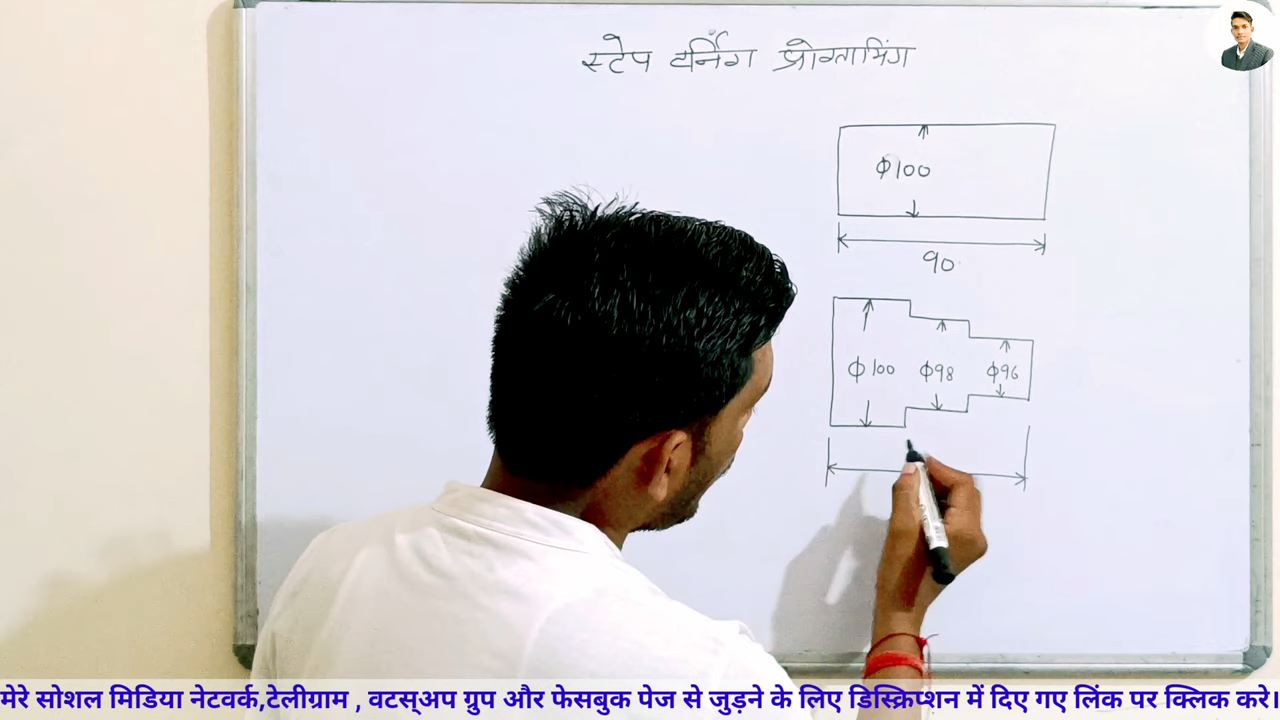 स्टेप टर्निंग प्रोग्रामिंग
Φ100
90
Φ100 Φ98 Φ96
मेरे सोशल मिडिया नेटवर्क,टेलीग्राम , वटस्अप ग्रुप और फेसबुक पेज से जुड़ने के लिए डिस्क्रिप्शन में दिए गए लिंक पर क्लिक करे।